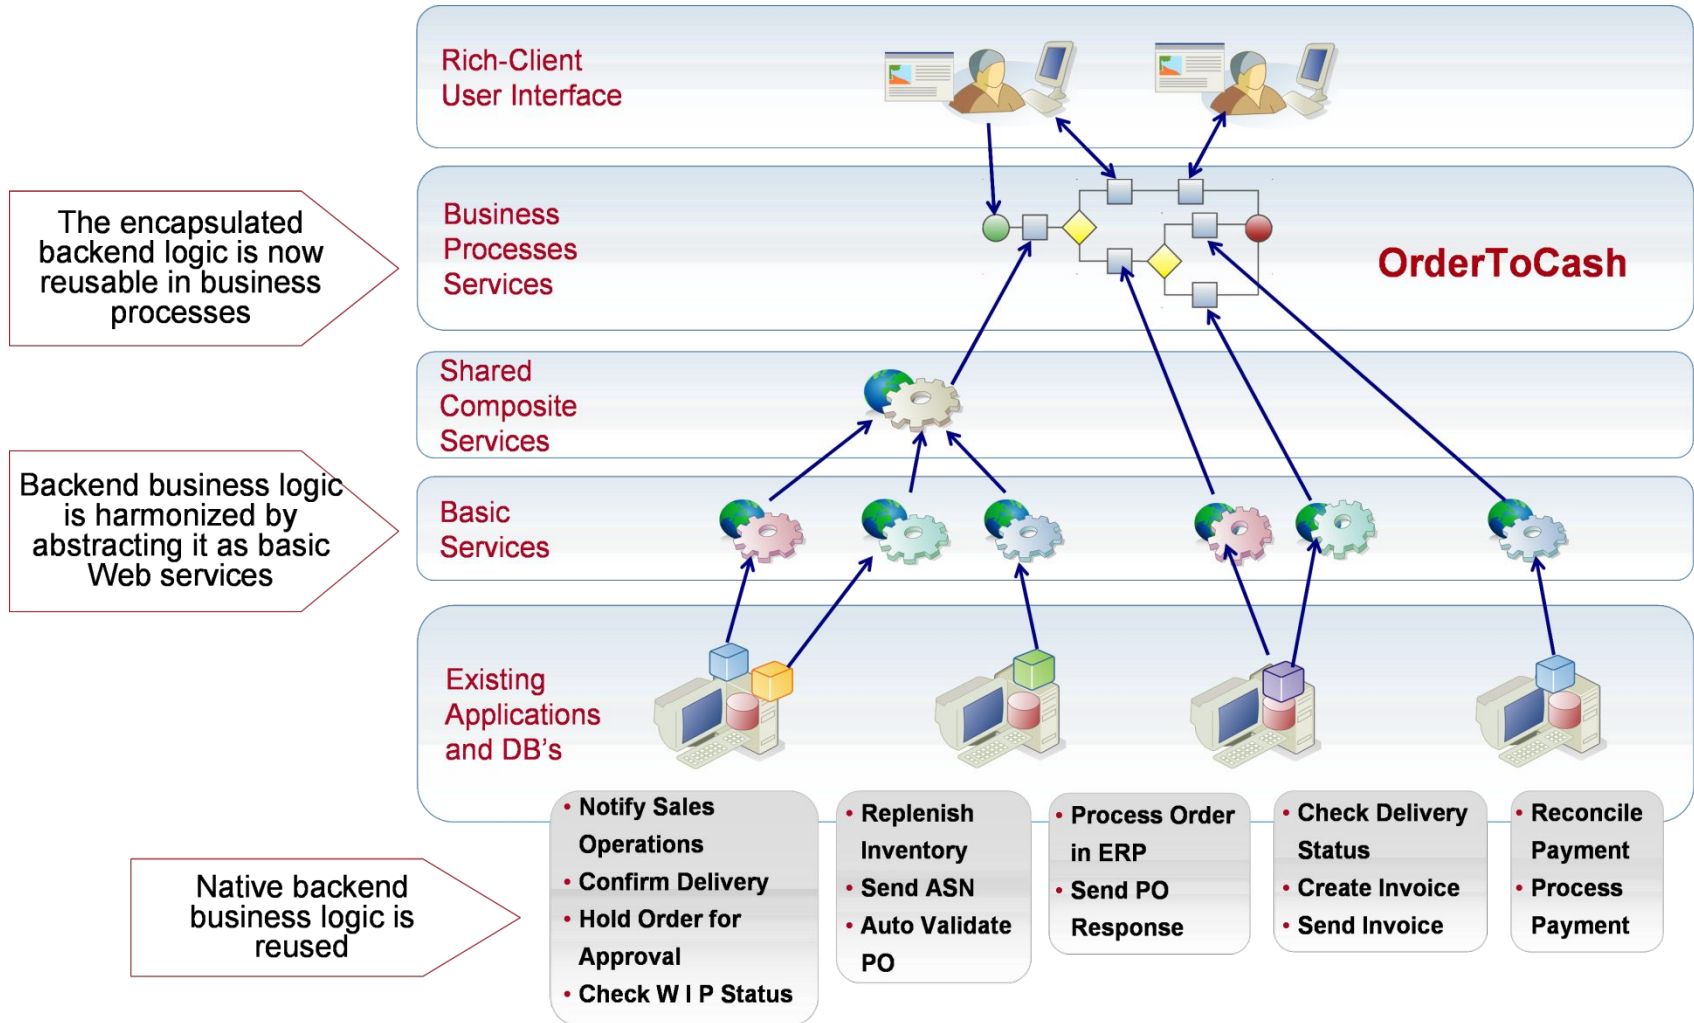 Rich-Client
User Interface
The encapsulated
backend logic is now
reusable in business
processes
Business
Processes
Services
OrderToCash
Shared
Composite
Services
Backend business logic
is harmonized by
abstracting it as basic
Web services
Basic
Services
Existing
Applications
and DB's
Native backend
business logic is
reused
• Notify Sales
Operations
• Confirm Delivery
• Hold Order for
Approval
• Check W I P Status
• Replenish
Inventory
• Send ASN
• Auto Validate
PO
• Process Order
in ERP
• Send PO
Response
• Check Delivery
Status
• Create Invoice
• Send Invoice
• Reconcile
Payment
• Process
Payment